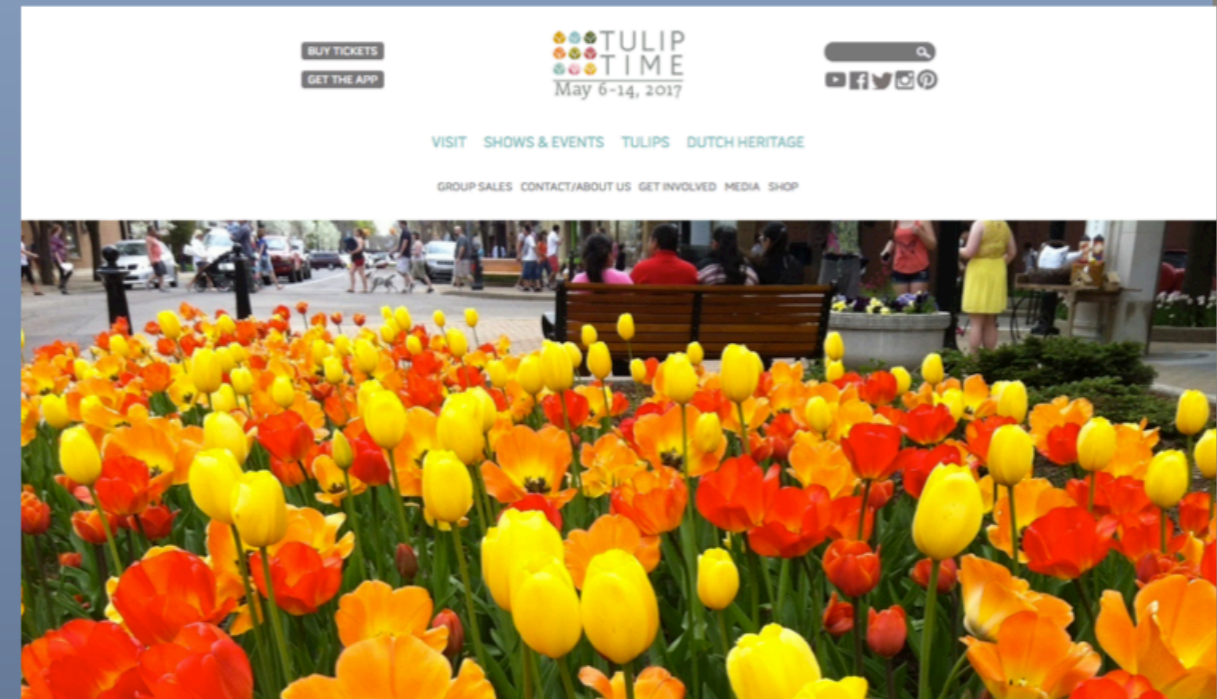 BUY TICKETS
GET THE APP
TULIP
TIME
May 6-14, 2017
VISIT SHOWS & EVENTS TULIPS DUTCH HERITAGE
GROUP SALES CONTACT/ABOUT US GET INVOLVED MEDIA SHOP